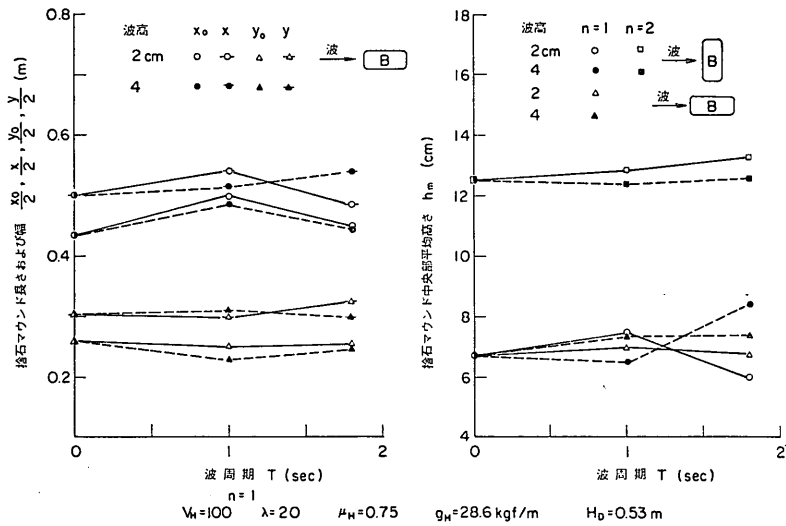 捨石マウンド長さおよび幅 x₀/2, x/2, y₀/2, y/2 (m)
0.8
0.6
0.4
0.2
波高 x₀ x y₀ y
2cm
4
波
B
0 1 2
波周期 T (sec)
捨石マウンド中央部平均高さ hm (cm)
18
16
14
12
10
8
6
4
波高 n=1 n=2
2cm
4
2
4
波
B
波
B
0 1 2
波周期 T (sec)
n=1
V_H=100 λ=20 μ_H=0.75 g_H=28.6 kgf/m H_D=0.53 m